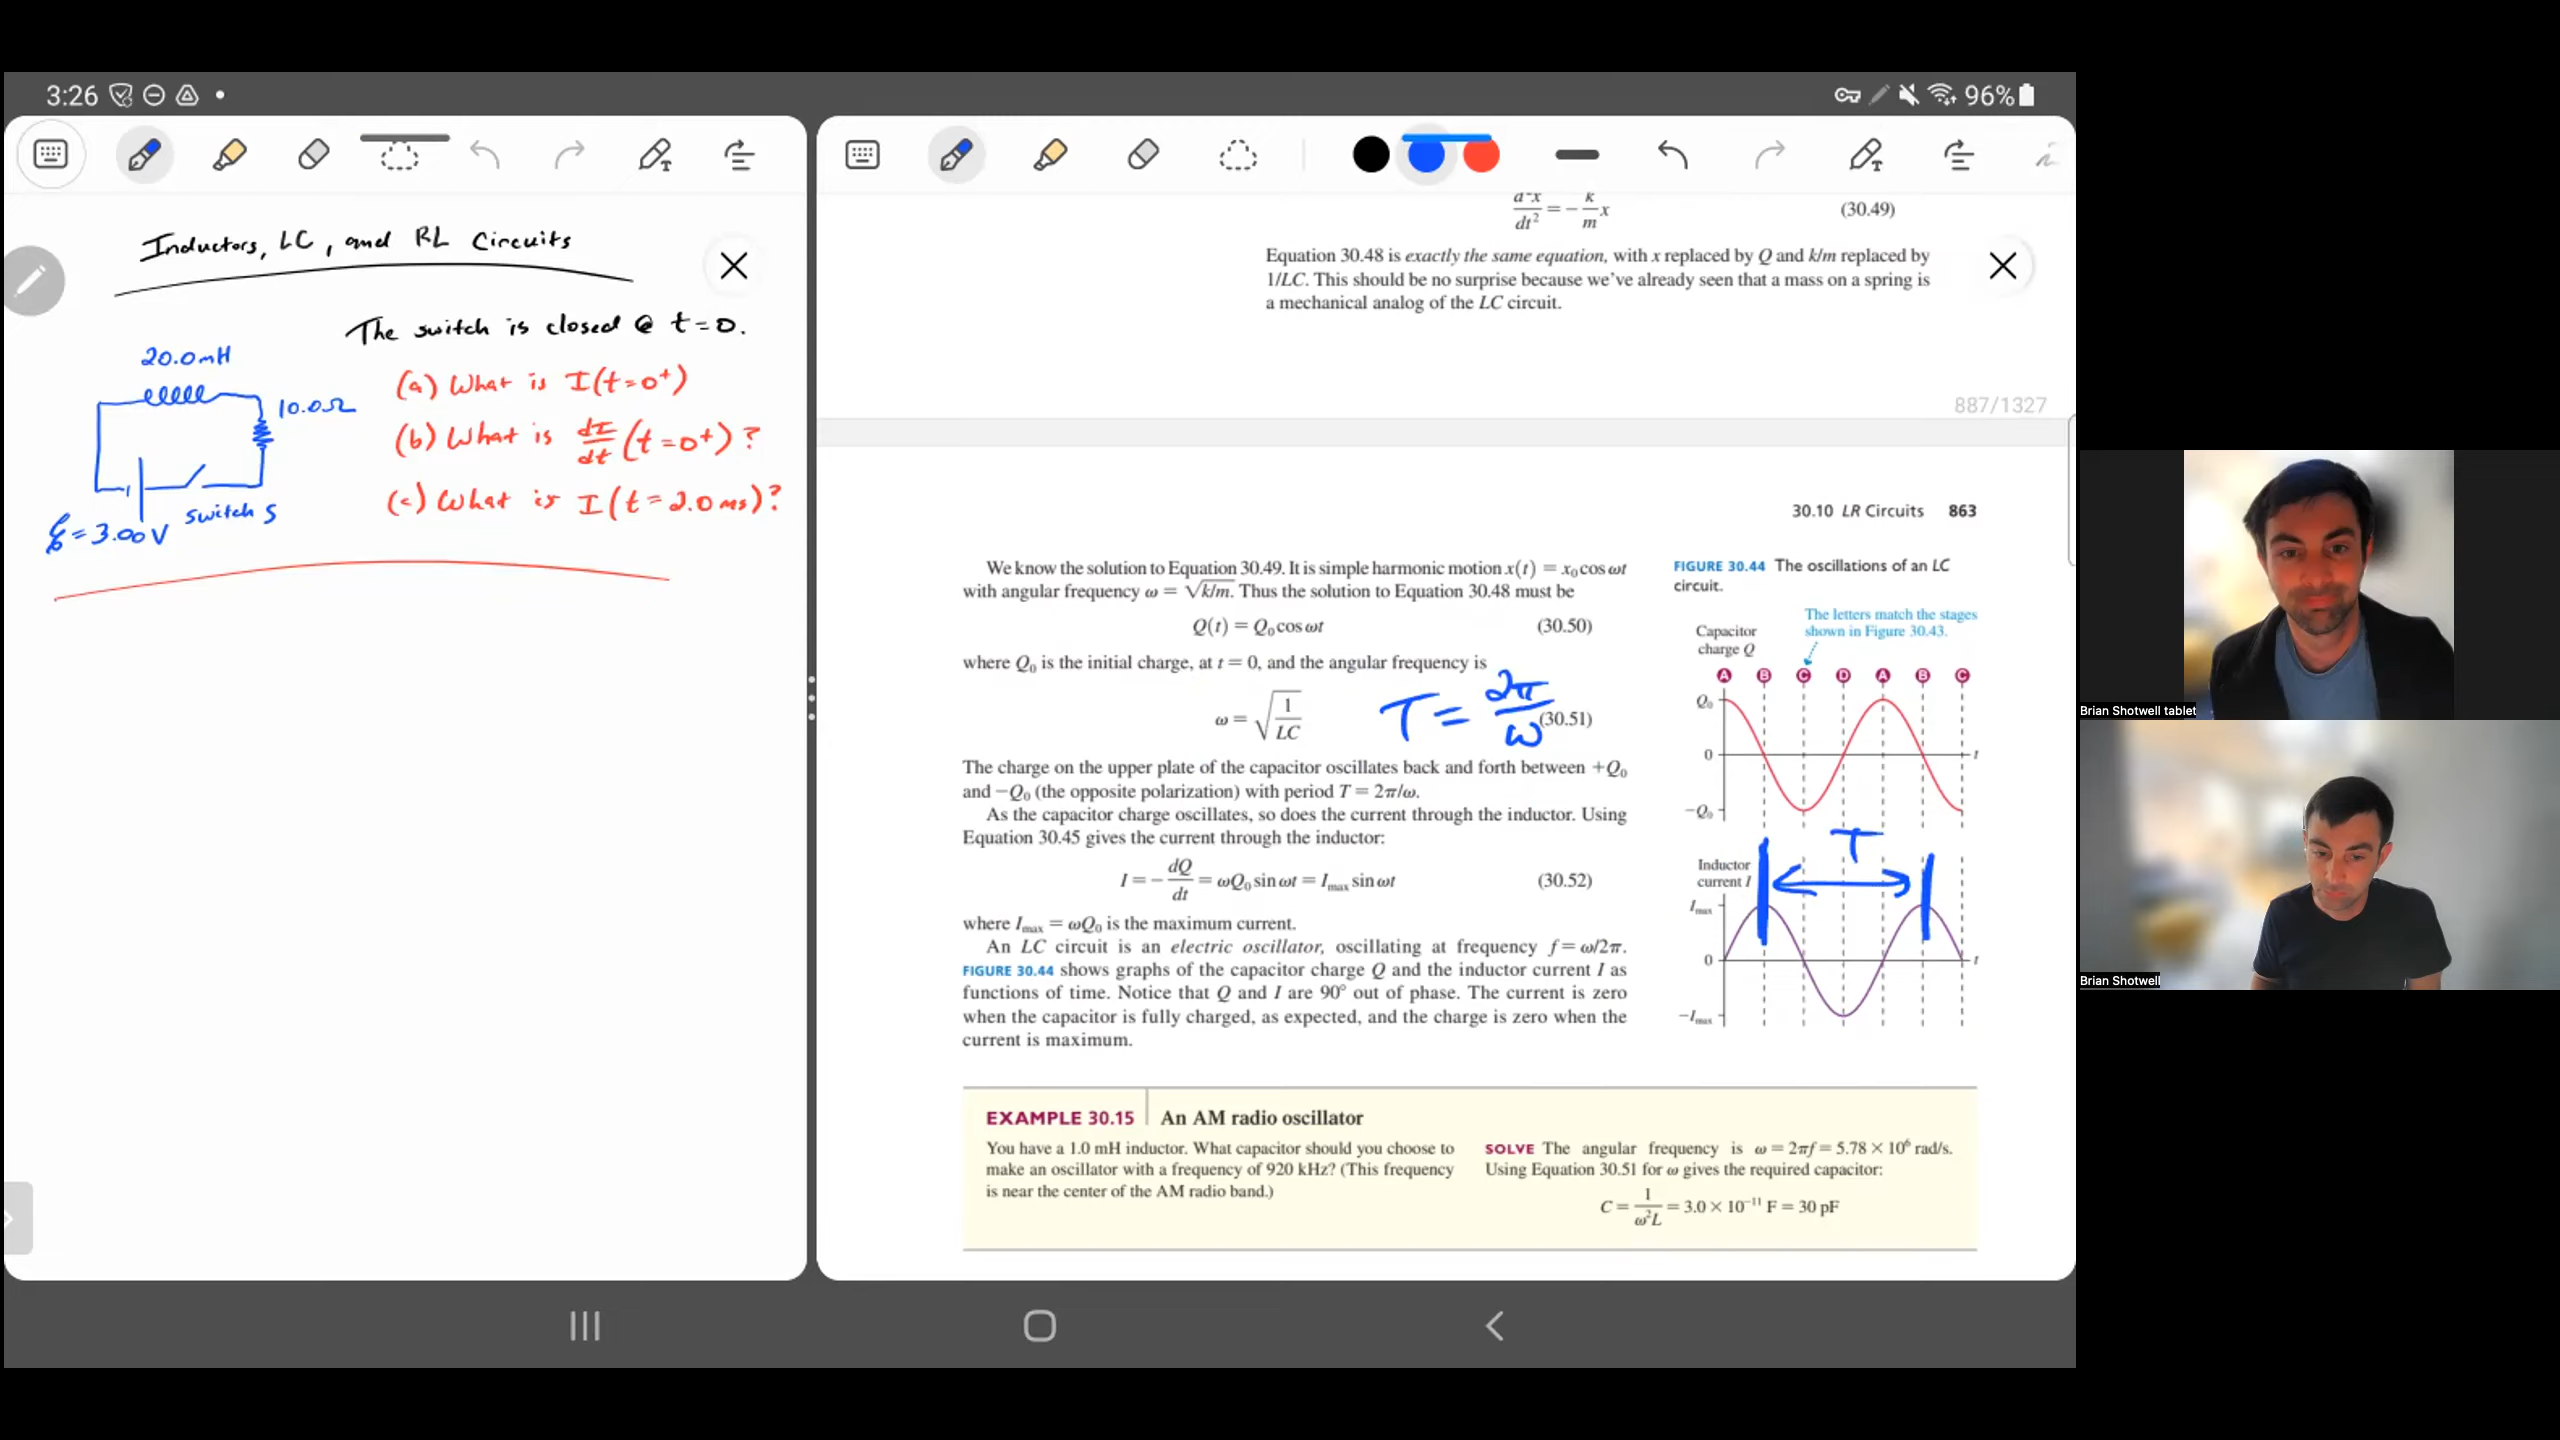 3:26
96%
Inductors, LC, and RL Circuits
The switch is closed @ t=0.
20.0mH
10.0Ω
ℰ=3.00V
Switch S
(a) What is I(t=0⁺)
(b) What is dI/dt (t=0⁺)?
(c) What is I(t=2.0ms)?
d²x/dt² = −k/m x (30.49)
Equation 30.48 is exactly the same equation, with x replaced by Q and k/m replaced by
1/LC. This should be no surprise because we've already seen that a mass on a spring is
a mechanical analog of the LC circuit.
887/1327
30.10 LR Circuits 863
We know the solution to Equation 30.49. It is simple harmonic motion x(t) = x₀cos ωt
with angular frequency ω = √k/m. Thus the solution to Equation 30.48 must be
Q(t) = Q₀cos ωt (30.50)
where Q₀ is the initial charge, at t = 0, and the angular frequency is
ω = √1/LC (30.51)
T = 2π/ω
The charge on the upper plate of the capacitor oscillates back and forth between +Q₀
and −Q₀ (the opposite polarization) with period T = 2π/ω.
As the capacitor charge oscillates, so does the current through the inductor. Using
Equation 30.45 gives the current through the inductor:
I = − dQ/dt = ωQ₀ sin ωt = Imax sin ωt (30.52)
where Imax = ωQ₀ is the maximum current.
An LC circuit is an electric oscillator, oscillating at frequency f = ω/2π.
FIGURE 30.44 shows graphs of the capacitor charge Q and the inductor current I as
functions of time. Notice that Q and I are 90° out of phase. The current is zero
when the capacitor is fully charged, as expected, and the charge is zero when the
current is maximum.
FIGURE 30.44 The oscillations of an LC
circuit.
The letters match the stages
shown in Figure 30.43.
Capacitor
charge Q
A B C D A B C
Q₀
0
t
−Q₀
T
Inductor
current I
Imax
0
t
−Imax
EXAMPLE 30.15 An AM radio oscillator
You have a 1.0 mH inductor. What capacitor should you choose to
make an oscillator with a frequency of 920 kHz? (This frequency
is near the center of the AM radio band.)
SOLVE The angular frequency is ω = 2πf = 5.78 × 10⁶ rad/s.
Using Equation 30.51 for ω gives the required capacitor:
C = 1/ω²L = 3.0 × 10⁻¹¹ F = 30 pF
Brian Shotwell tablet
Brian Shotwell